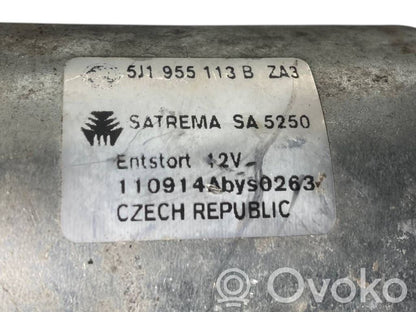 5J1 955 113 B ZA3
SATREMA SA 5250
Entstort 12V
110914Abys0263
CZECH REPUBLIC
Ovoko